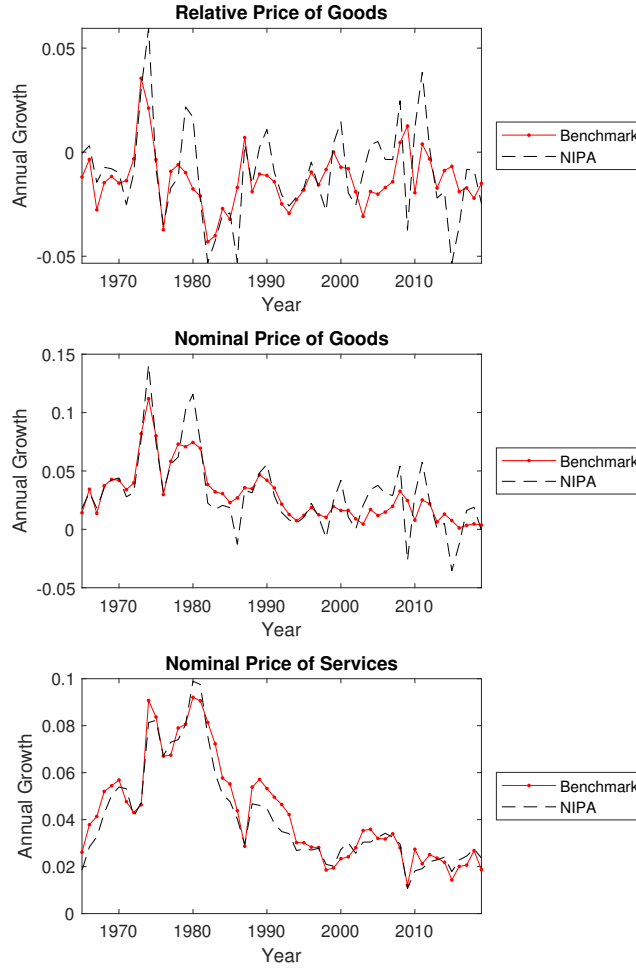 Relative Price of Goods
Annual Growth
0.05
0
-0.05
1970 1980 1990 2000 2010
Year
Benchmark
NIPA
Nominal Price of Goods
Annual Growth
0.15
0.1
0.05
0
-0.05
1970 1980 1990 2000 2010
Year
Benchmark
NIPA
Nominal Price of Services
Annual Growth
0.1
0.08
0.06
0.04
0.02
0
1970 1980 1990 2000 2010
Year
Benchmark
NIPA